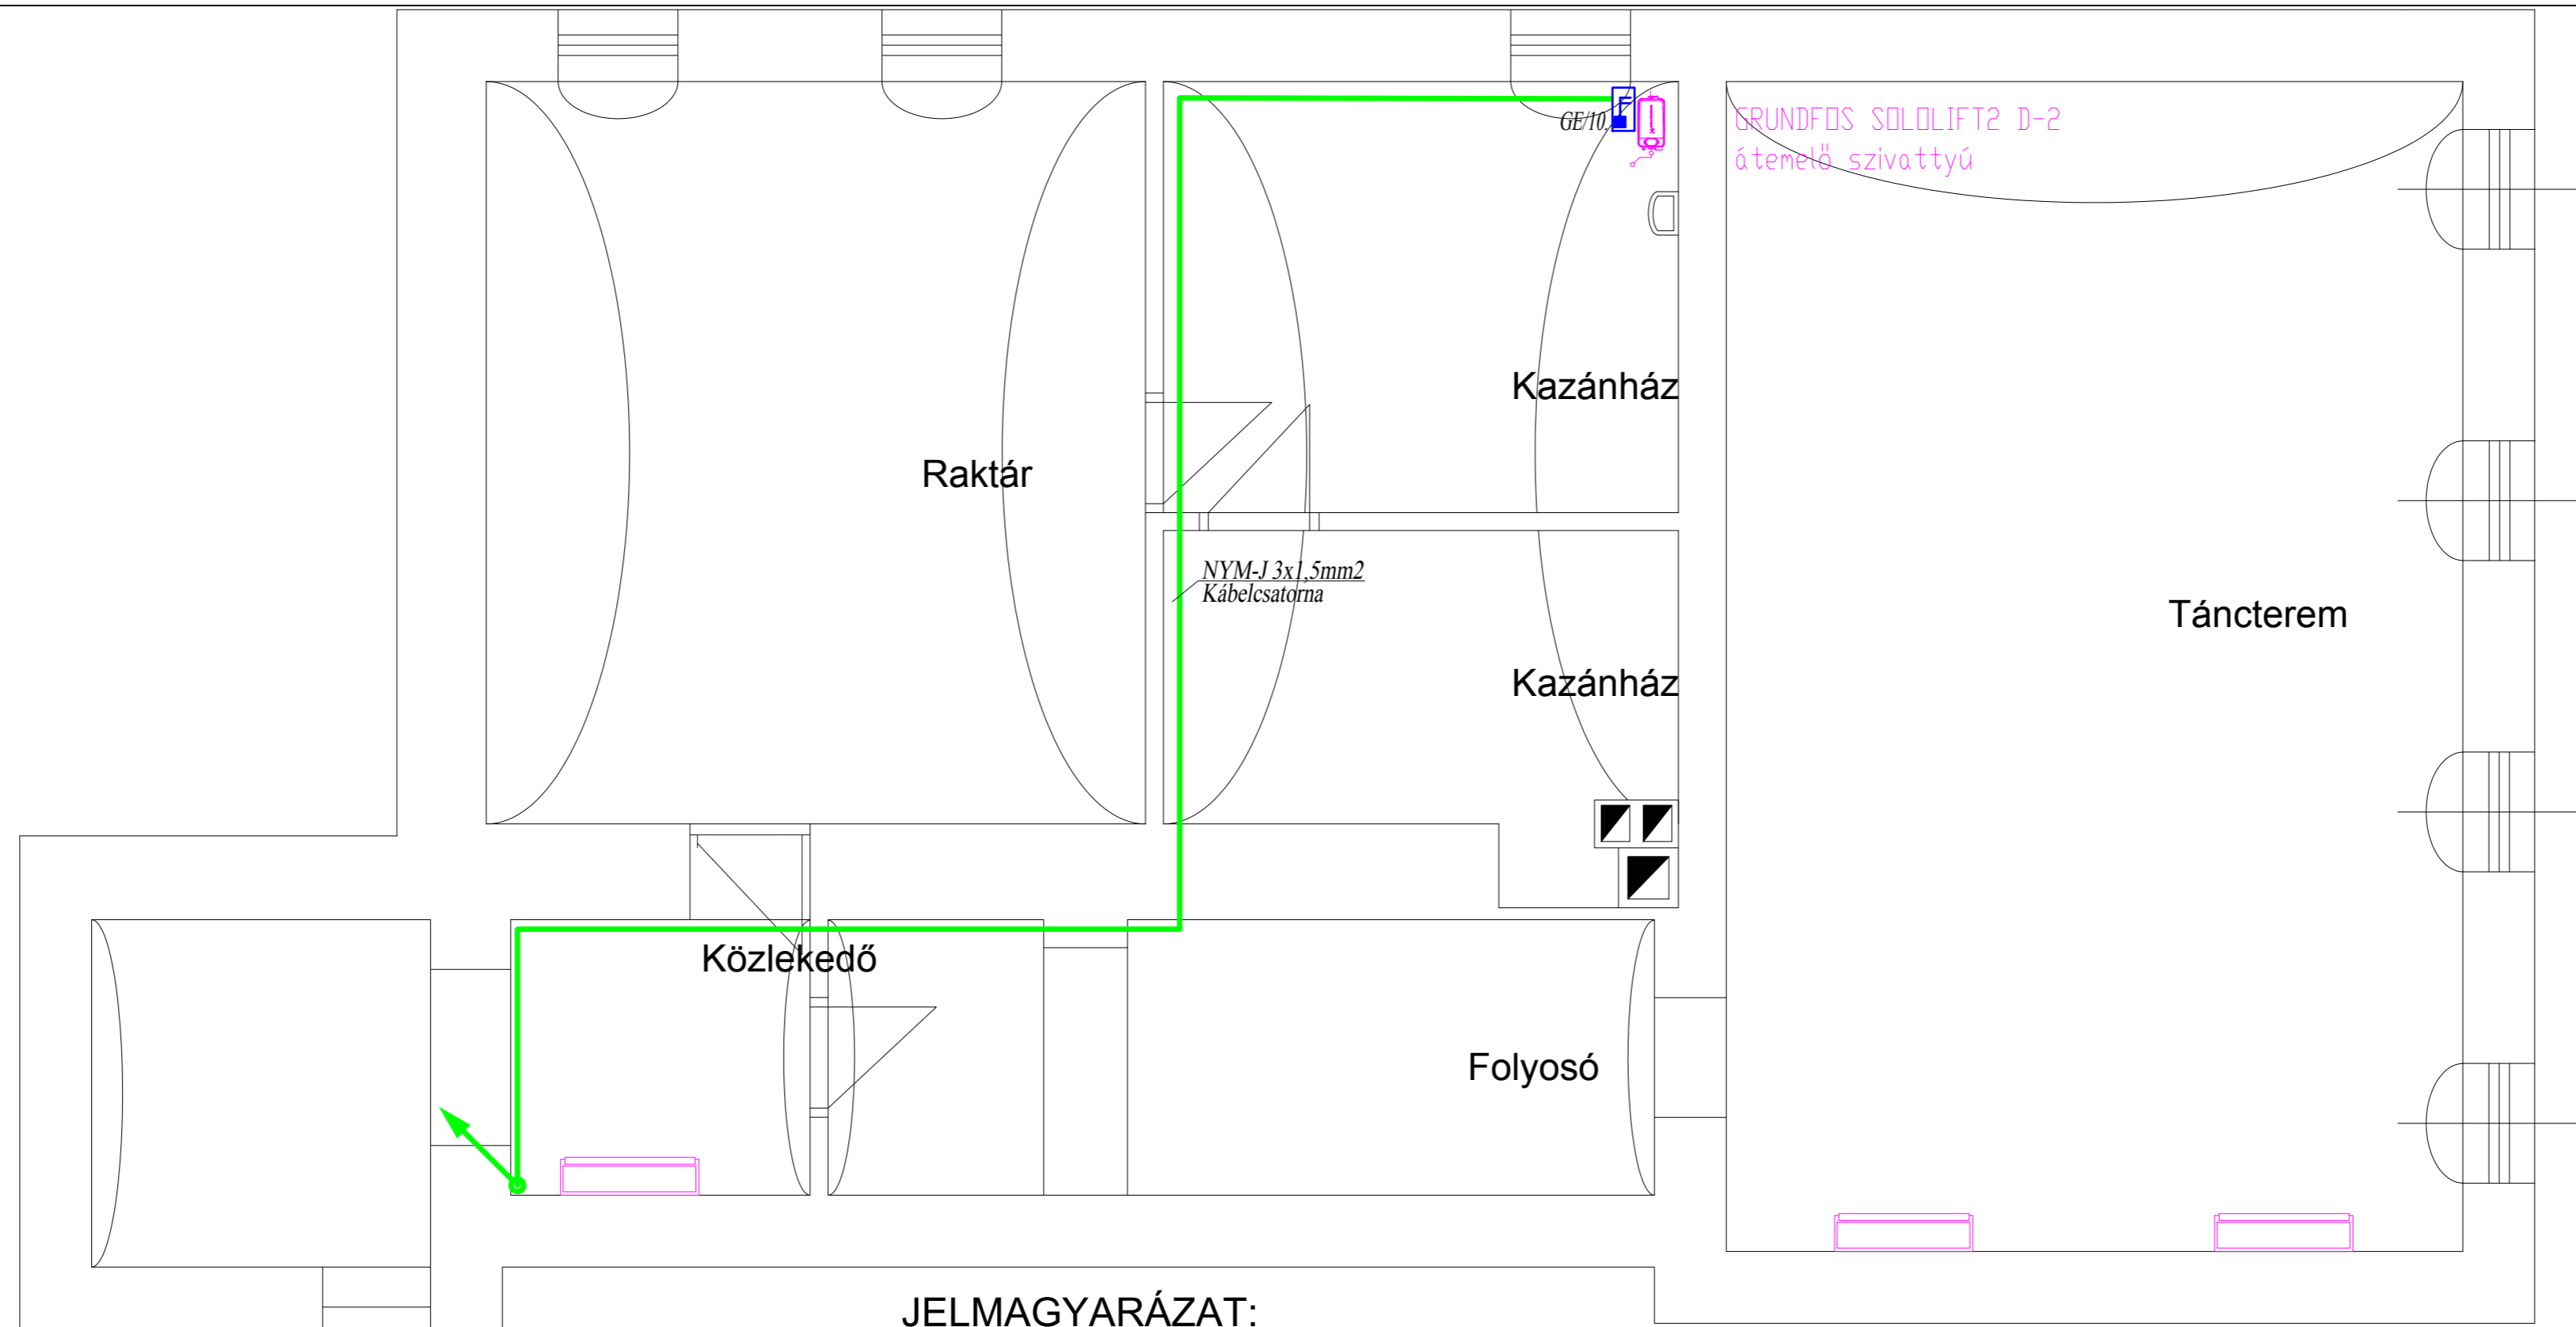 GE/10.
GRUNDFOS SOLOLIFT2 D-2
átemelő szivattyú
Kazánház
Raktár
NYM-J 3x1,5mm2
Kábelcsatorna
Táncterem
Kazánház
Közlekedő
Folyosó
JELMAGYARÁZAT: